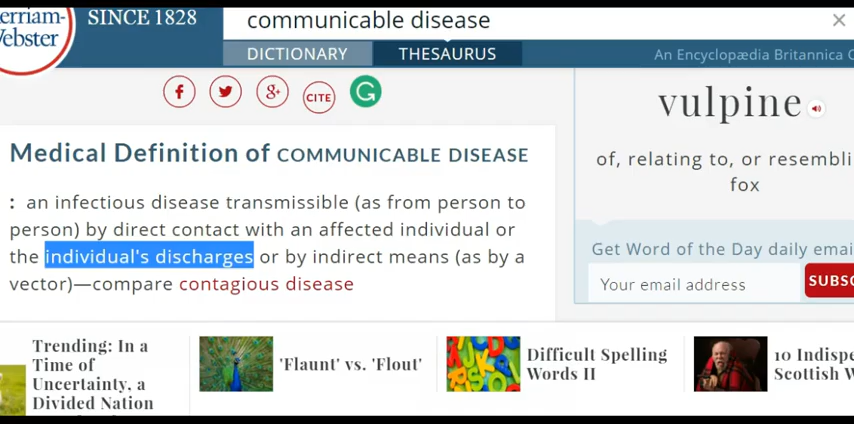 SINCE 1828
communicable disease
DICTIONARY THESAURUS
An Encyclopædia Britannica
CITE
Medical Definition of COMMUNICABLE DISEASE
: an infectious disease transmissible (as from person to
person) by direct contact with an affected individual or
the individual's discharges or by indirect means (as by a
vector)—compare contagious disease
vulpine
of, relating to, or resembli
fox
Get Word of the Day daily emai
Your email address
SUBSC
Trending: In a
Time of
Uncertainty, a
Divided Nation
'Flaunt' vs. 'Flout'
Difficult Spelling
Words II
10 Indispe
Scottish W